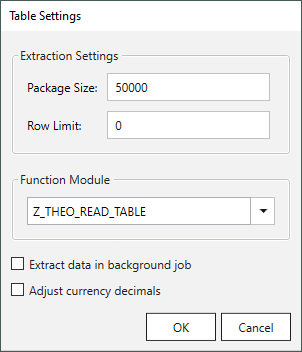 Table Settings
Extraction Settings
Package Size: 50000
Row Limit: 0
Function Module
Z_THEO_READ_TABLE
Extract data in background job
Adjust currency decimals
OK Cancel